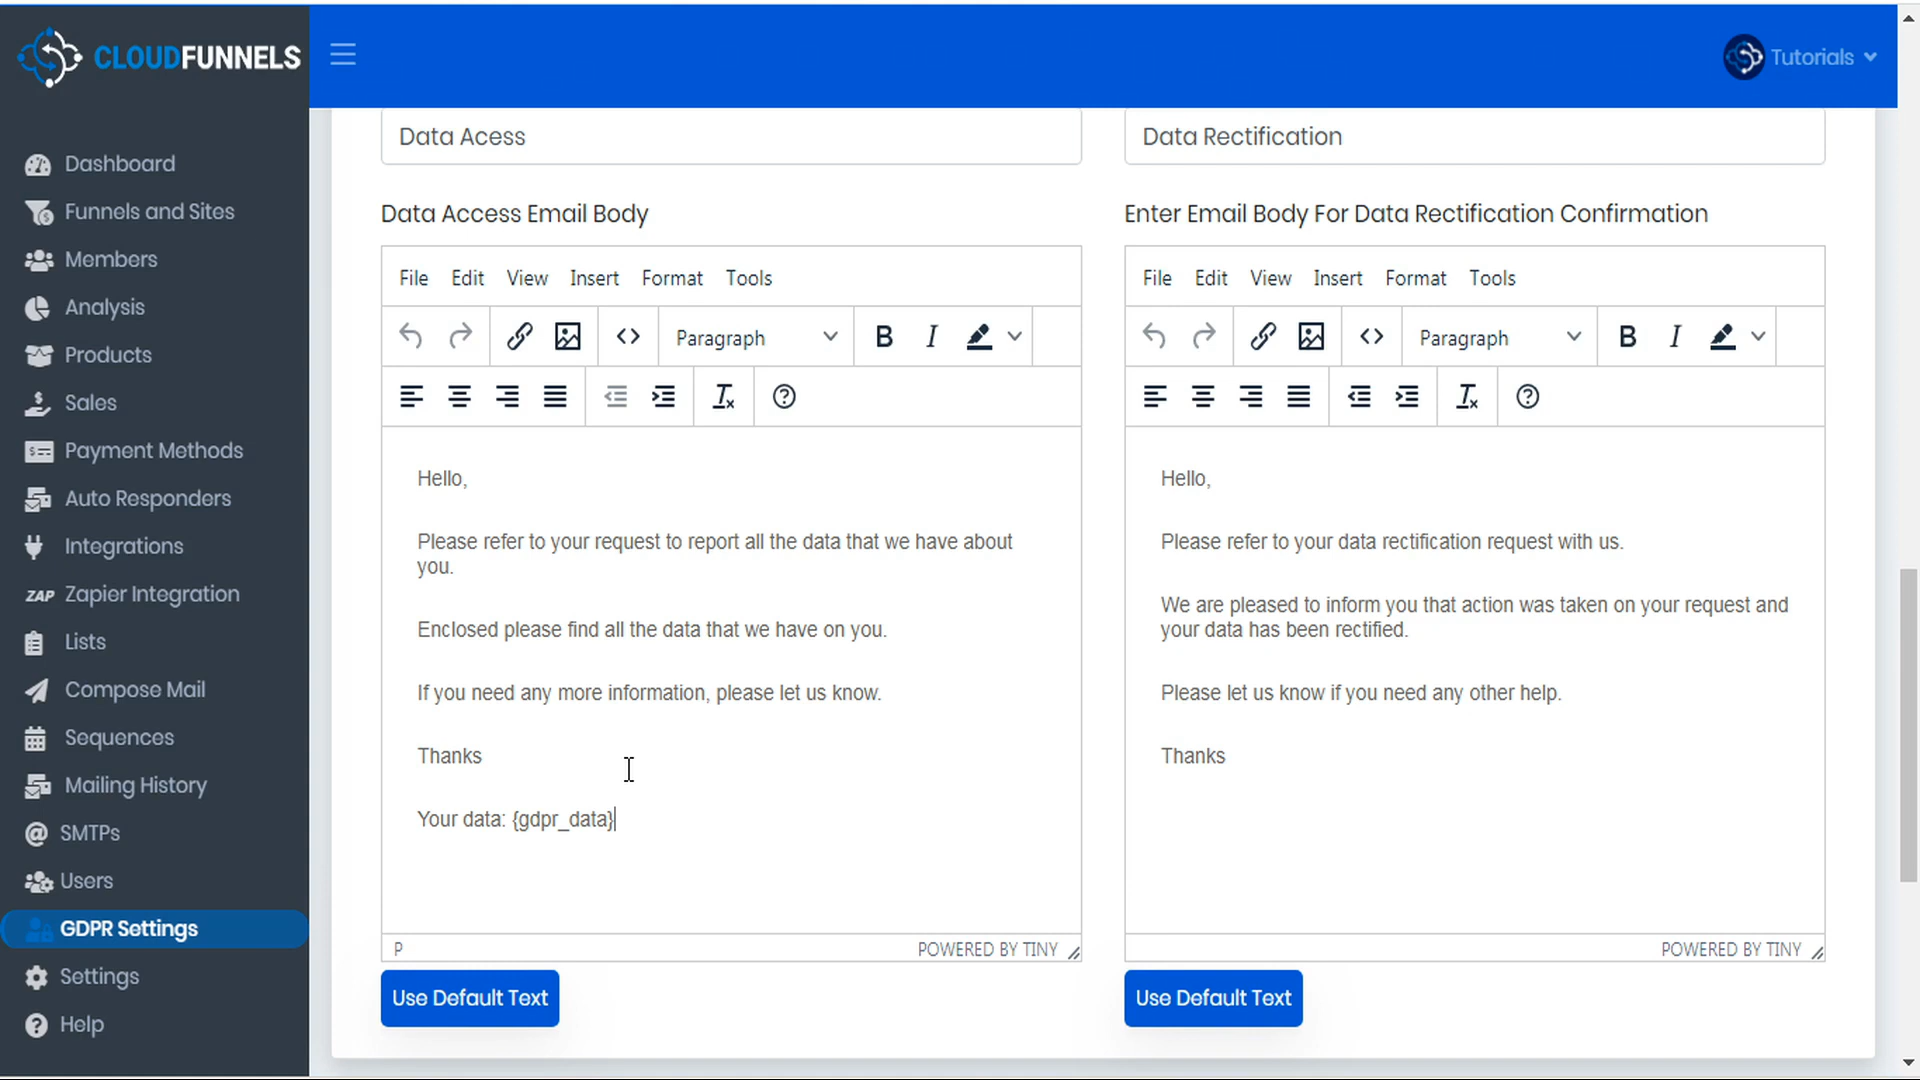 CLOUDFUNNELS
Tutorials
Dashboard
Funnels and Sites
Members
Analysis
Products
Sales
Payment Methods
Auto Responders
Integrations
ZAP Zapier Integration
Lists
Compose Mail
Sequences
Mailing History
SMTPs
Users
GDPR Settings
Settings
Help
Data Acess
Data Access Email Body
File Edit View Insert Format Tools
Paragraph
Hello,
Please refer to your request to report all the data that we have about
you.
Enclosed please find all the data that we have on you.
If you need any more information, please let us know.
Thanks
Your data: {gdpr_data}
P
POWERED BY TINY
Use Default Text
Data Rectification
Enter Email Body For Data Rectification Confirmation
File Edit View Insert Format Tools
Paragraph
Hello,
Please refer to your data rectification request with us.
We are pleased to inform you that action was taken on your request and
your data has been rectified.
Please let us know if you need any other help.
Thanks
POWERED BY TINY
Use Default Text